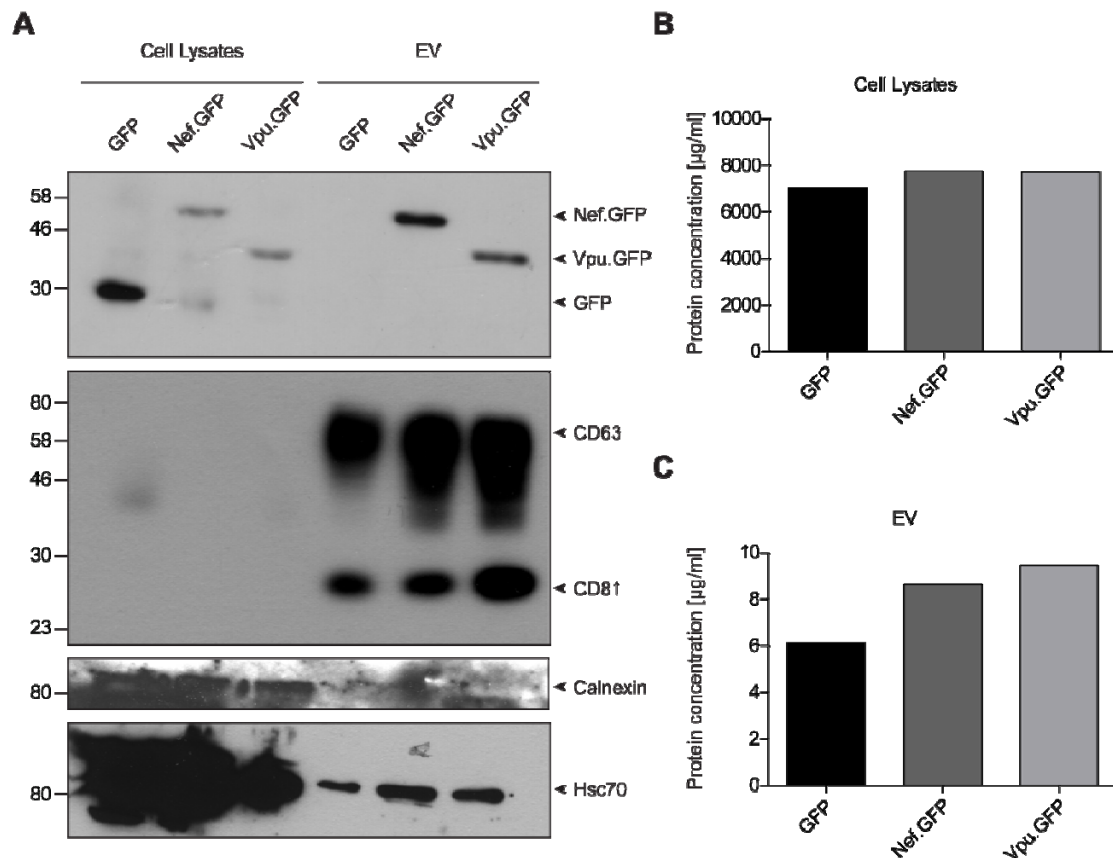 A
Cell Lysates
EV
GFP
Nef.GFP
Vpu.GFP
GFP
Nef.GFP
Vpu.GFP
58
46
30
Nef.GFP
Vpu.GFP
GFP
80
58
46
30
23
CD63
CD81
80
Calnexin
80
Hsc70
B
Cell Lysates
Protein concentration [µg/ml]
10000
8000
6000
4000
2000
0
GFP
Nef.GFP
Vpu.GFP
C
EV
Protein concentration [µg/ml]
10
8
6
4
2
0
GFP
Nef.GFP
Vpu.GFP